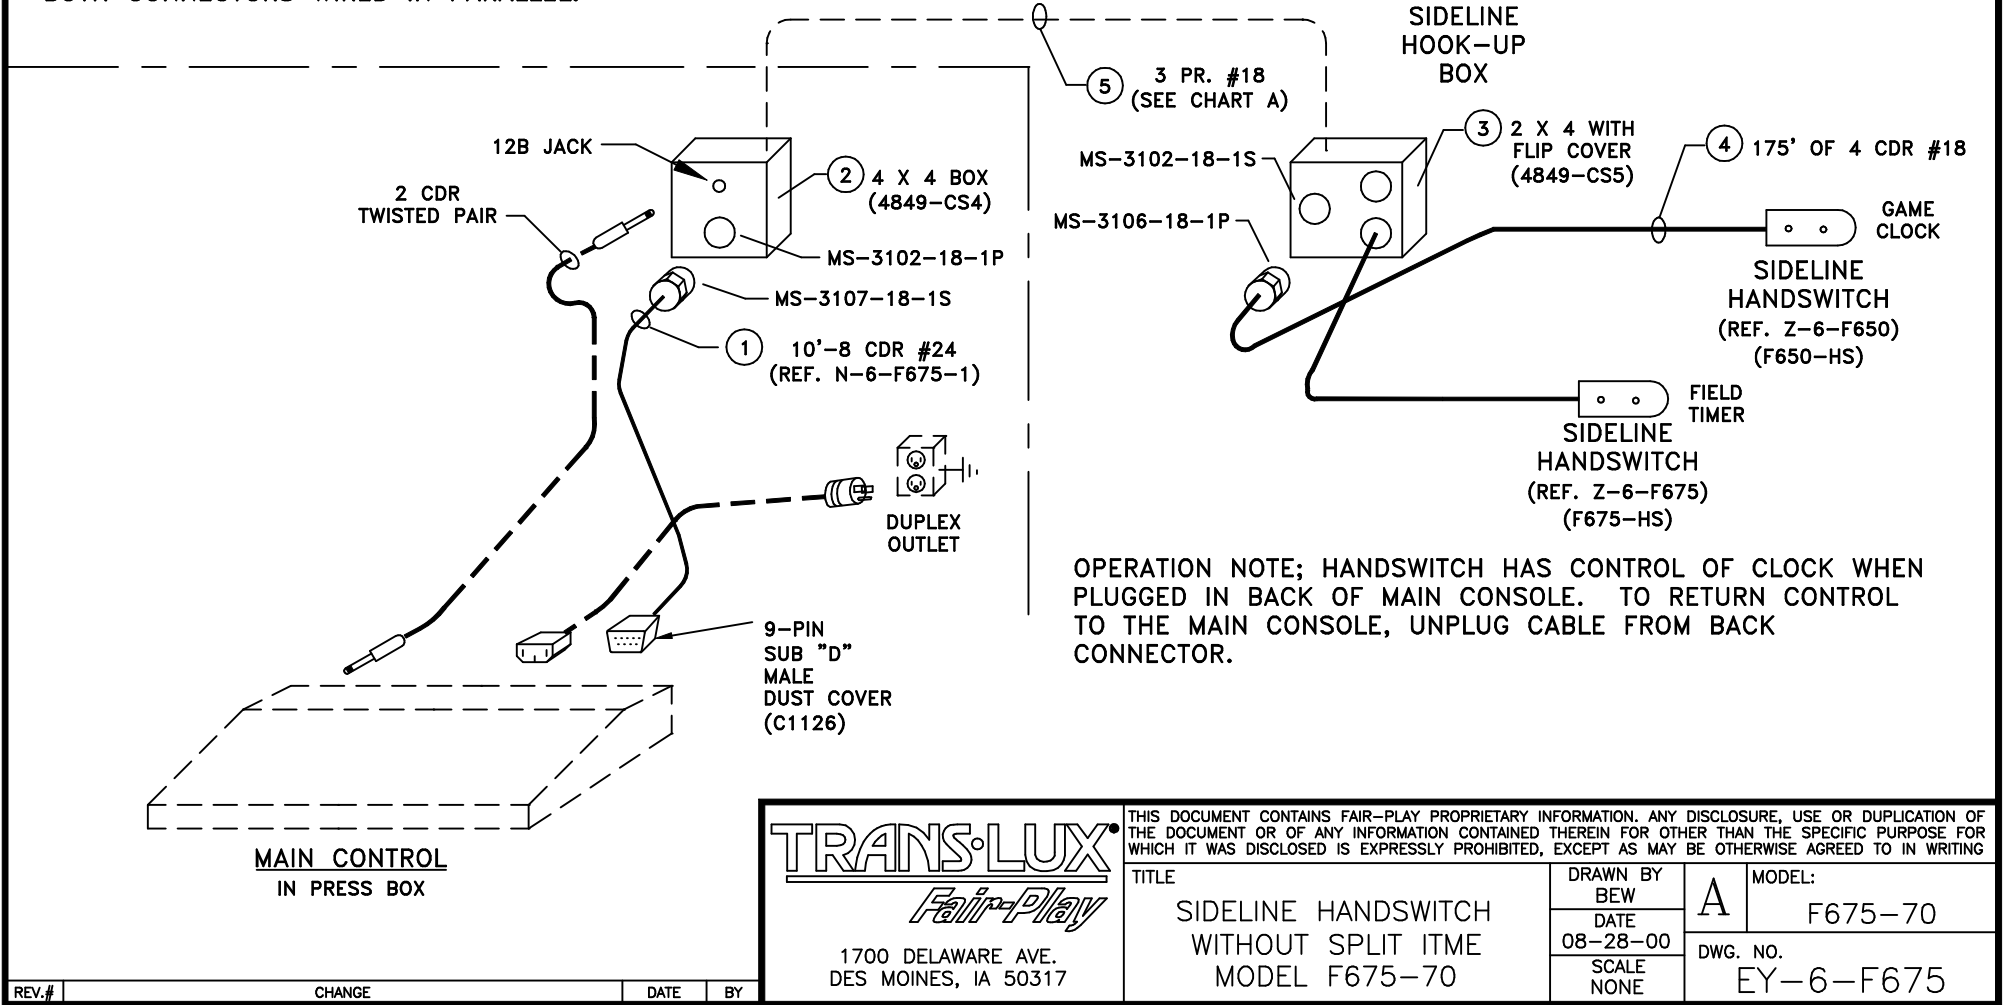 SIDELINE
HOOK-UP
BOX
5
3 PR. #18
(SEE CHART A)
12B JACK
2 CDR
TWISTED PAIR
2
4 X 4 BOX
(4849-CS4)
MS-3102-18-1P
MS-3107-18-1S
1
10'-8 CDR #24
(REF. N-6-F675-1)
MS-3102-18-1S
MS-3106-18-1P
3
2 X 4 WITH
FLIP COVER
(4849-CS5)
4
175' OF 4 CDR #18
GAME
CLOCK
SIDELINE
HANDSWITCH
(REF. Z-6-F650)
(F650-HS)
FIELD
TIMER
SIDELINE
HANDSWITCH
(REF. Z-6-F675)
(F675-HS)
DUPLEX
OUTLET
OPERATION NOTE; HANDSWITCH HAS CONTROL OF CLOCK WHEN
PLUGGED IN BACK OF MAIN CONSOLE. TO RETURN CONTROL
TO THE MAIN CONSOLE, UNPLUG CABLE FROM BACK
CONNECTOR.
9-PIN
SUB "D"
MALE
DUST COVER
(C1126)
MAIN CONTROL
IN PRESS BOX
TRANS•LUX
Fair-Play
1700 DELAWARE AVE.
DES MOINES, IA 50317
THIS DOCUMENT CONTAINS FAIR-PLAY PROPRIETARY INFORMATION. ANY DISCLOSURE, USE OR DUPLICATION OF
THE DOCUMENT OR OF ANY INFORMATION CONTAINED THEREIN FOR OTHER THAN THE SPECIFIC PURPOSE FOR
WHICH IT WAS DISCLOSED IS EXPRESSLY PROHIBITED, EXCEPT AS MAY BE OTHERWISE AGREED TO IN WRITING
TITLE
SIDELINE HANDSWITCH
WITHOUT SPLIT ITME
MODEL F675-70
DRAWN BY
BEW
DATE
08-28-00
SCALE
NONE
A
MODEL:
F675-70
DWG. NO.
EY-6-F675
REV.#
CHANGE
DATE
BY